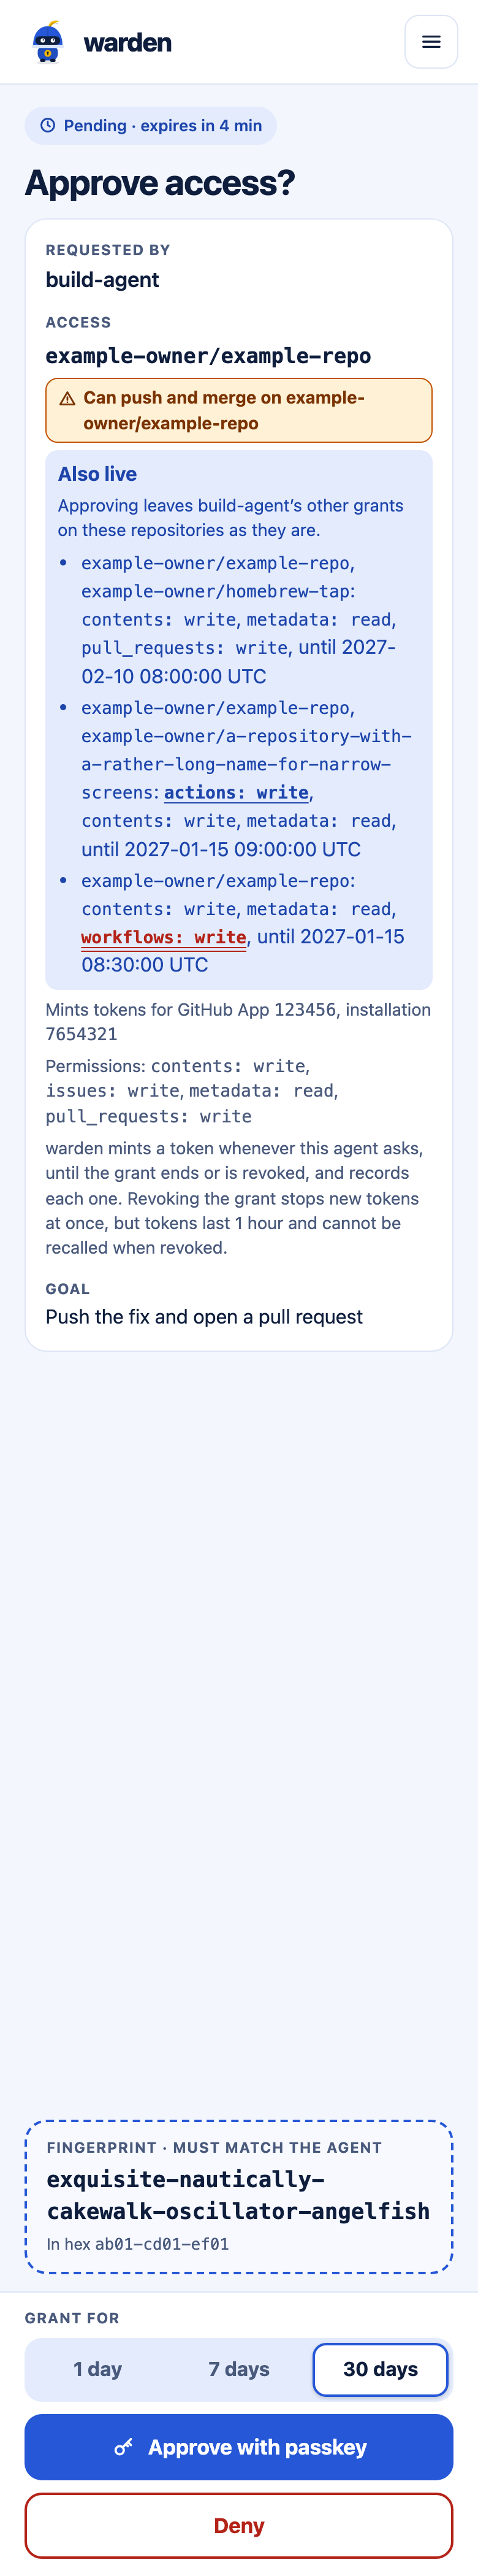 warden
Pending · expires in 4 min
Approve access?
REQUESTED BY
build-agent
ACCESS
example-owner/example-repo
Can push and merge on example-
owner/example-repo
Also live
Approving leaves build-agent’s other grants
on these repositories as they are.
• example-owner/example-repo,
example-owner/homebrew-tap:
contents: write, metadata: read,
pull_requests: write, until 2027-
02-10 08:00:00 UTC
• example-owner/example-repo,
example-owner/a-repository-with-
a-rather-long-name-for-narrow-
screens: actions: write,
contents: write, metadata: read,
until 2027-01-15 09:00:00 UTC
• example-owner/example-repo:
contents: write, metadata: read,
workflows: write, until 2027-01-15
08:30:00 UTC
Mints tokens for GitHub App 123456, installation
7654321
Permissions: contents: write,
issues: write, metadata: read,
pull_requests: write
warden mints a token whenever this agent asks,
until the grant ends or is revoked, and records
each one. Revoking the grant stops new tokens
at once, but tokens last 1 hour and cannot be
recalled when revoked.
GOAL
Push the fix and open a pull request
FINGERPRINT · MUST MATCH THE AGENT
exquisite-nautically-
cakewalk-oscillator-angelfish
In hex ab01-cd01-ef01
GRANT FOR
1 day
7 days
30 days
Approve with passkey
Deny